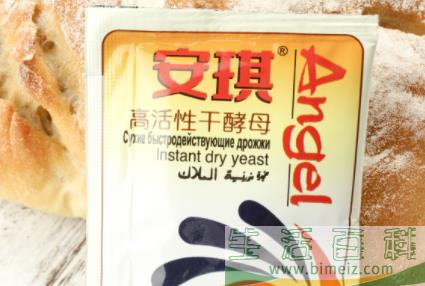 安琪®
Angel
高活性干酵母
Сухие быстродействующие дрожжи
Instant dry yeast
生活百科
www.bimeiz.com